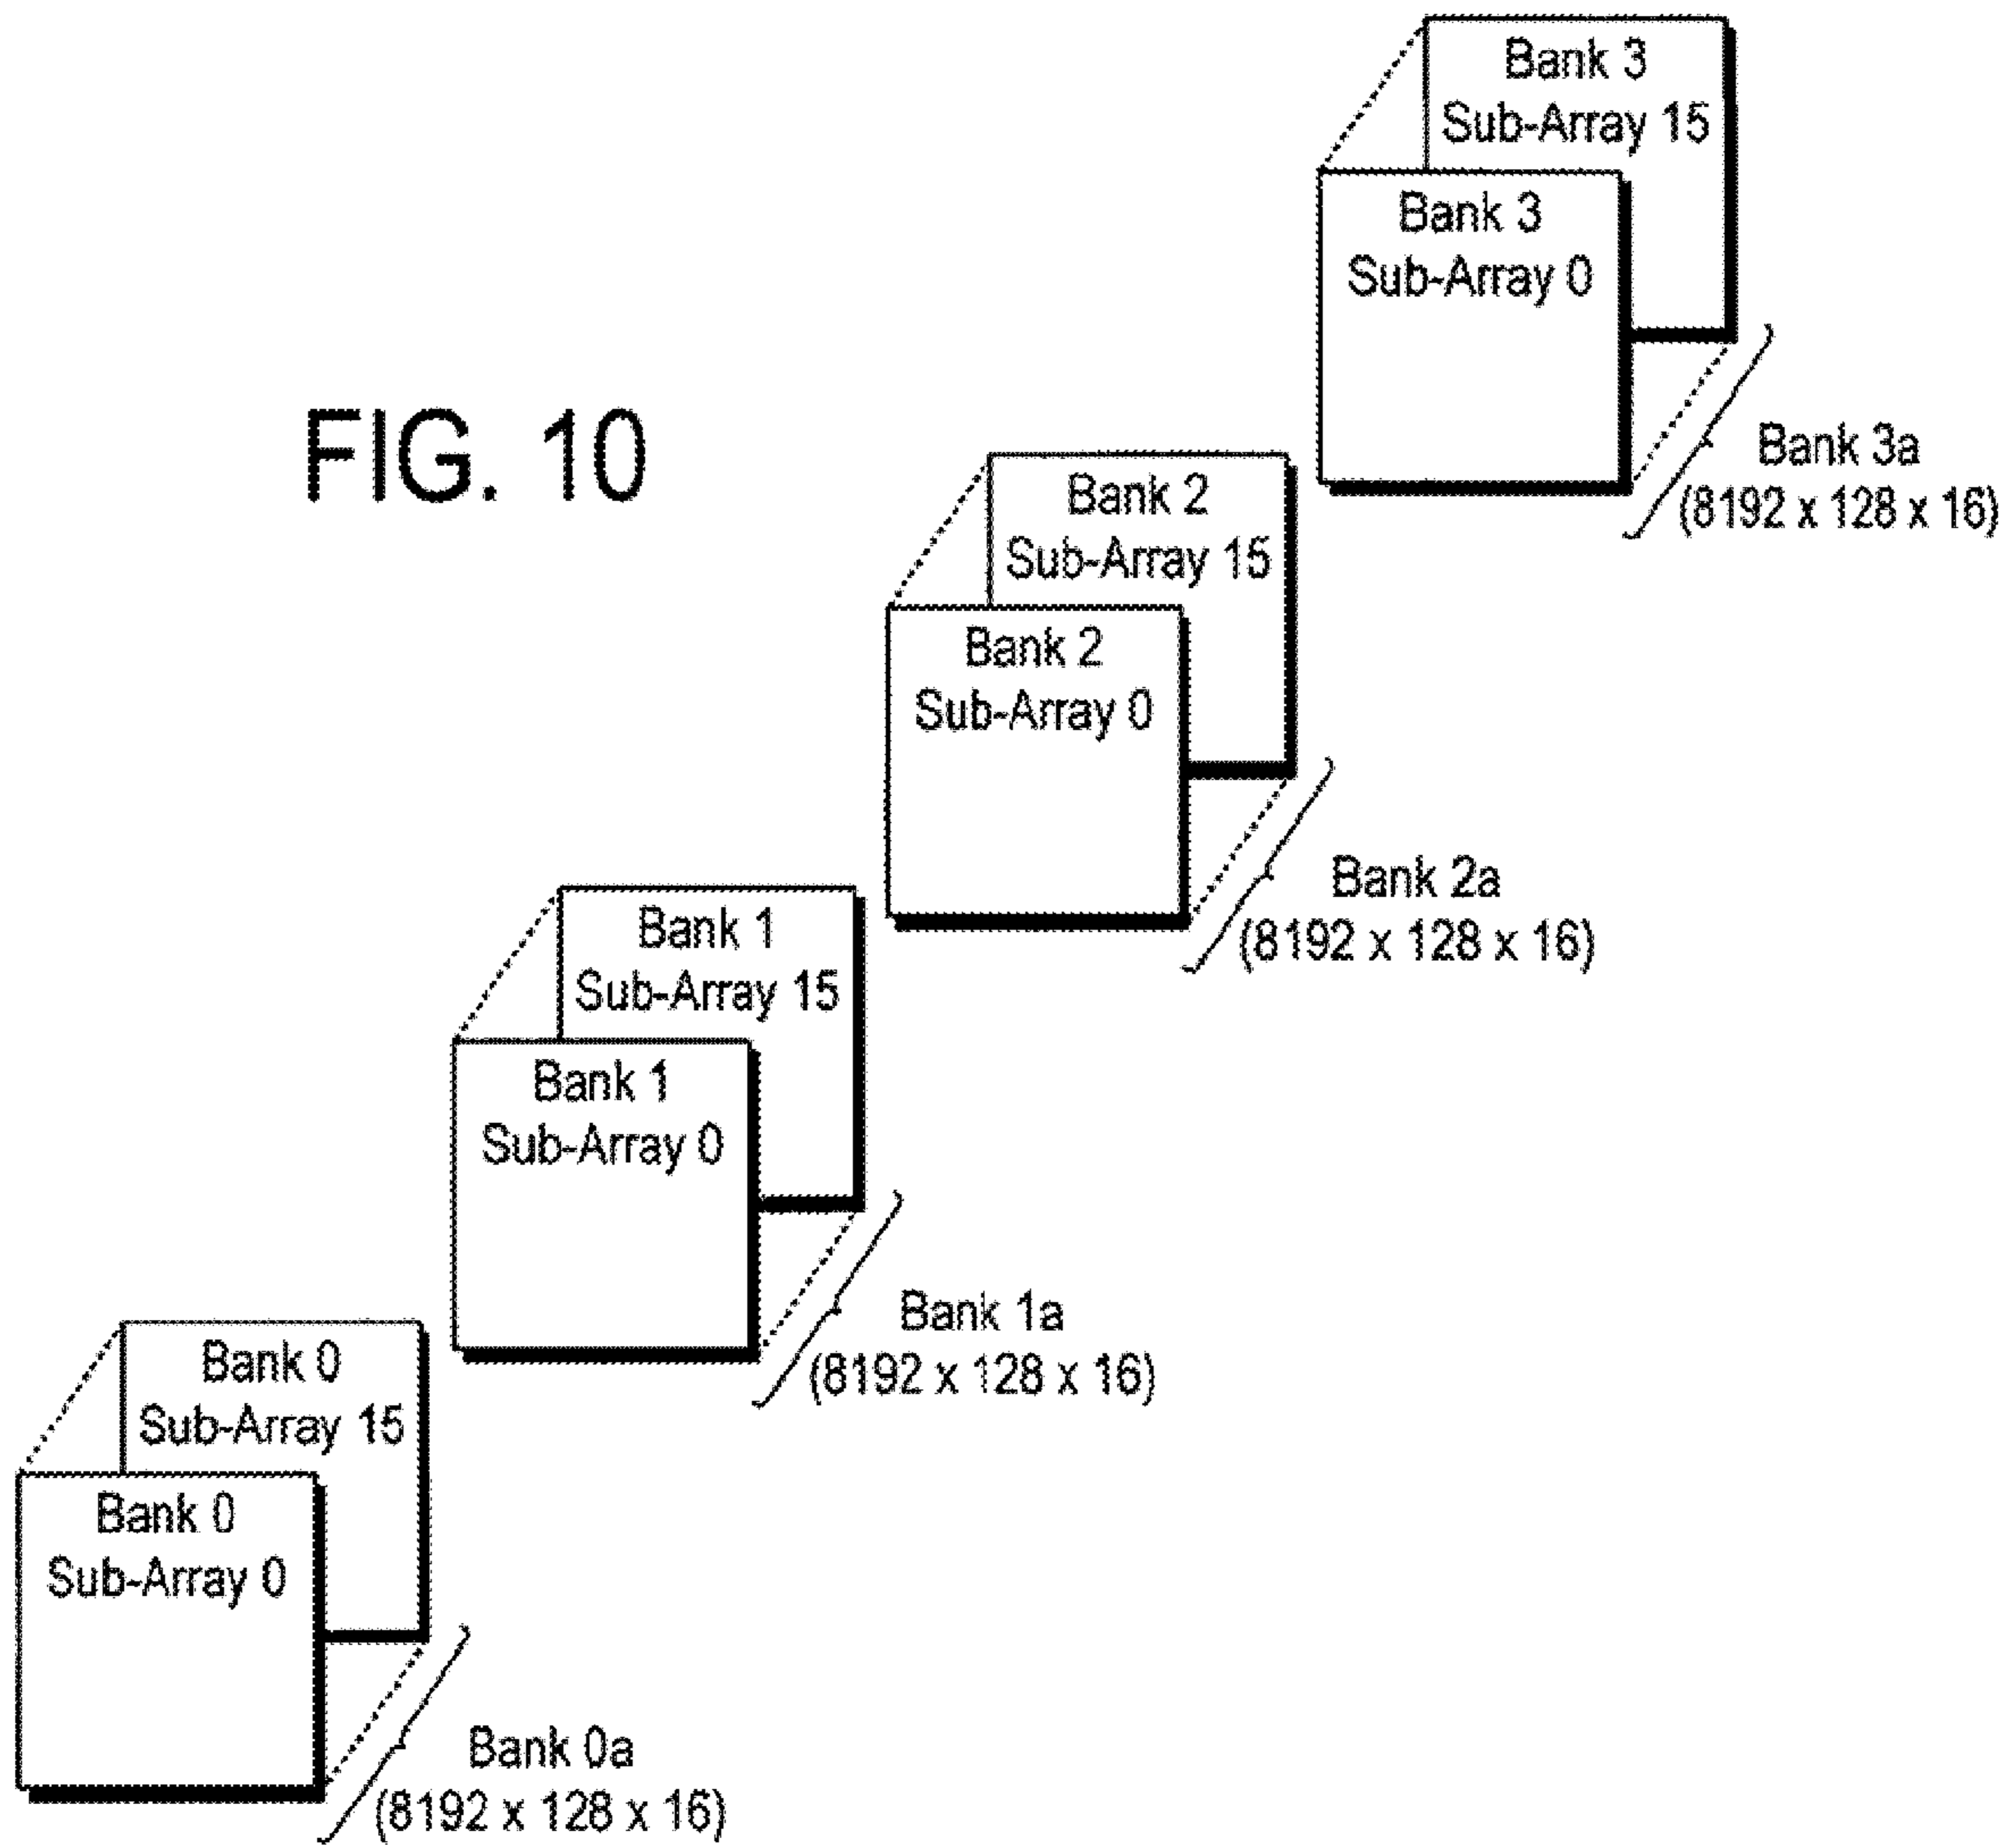 Bank 3
Sub-Array 15
Bank 3
Sub-Array 0
Bank 3a
(8192 x 128 x 16)
FIG. 10
Bank 2
Sub-Array 15
Bank 2
Sub-Array 0
Bank 2a
(8192 x 128 x 16)
Bank 1
Sub-Array 15
Bank 1
Sub-Array 0
Bank 1a
(8192 x 128 x 16)
Bank 0
Sub-Array 15
Bank 0
Sub-Array 0
Bank 0a
(8192 x 128 x 16)